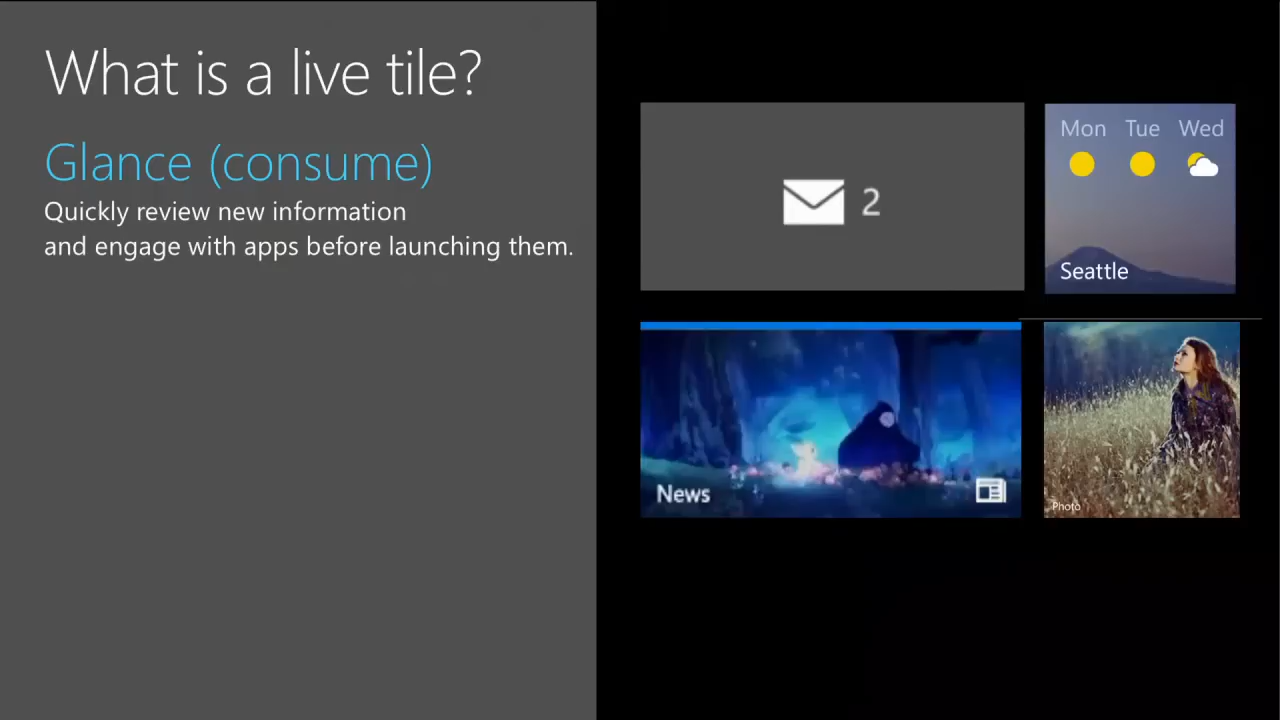 What is a live tile?
Glance (consume)
Quickly review new information
and engage with apps before launching them.
2
Mon Tue Wed
Seattle
News
Photo